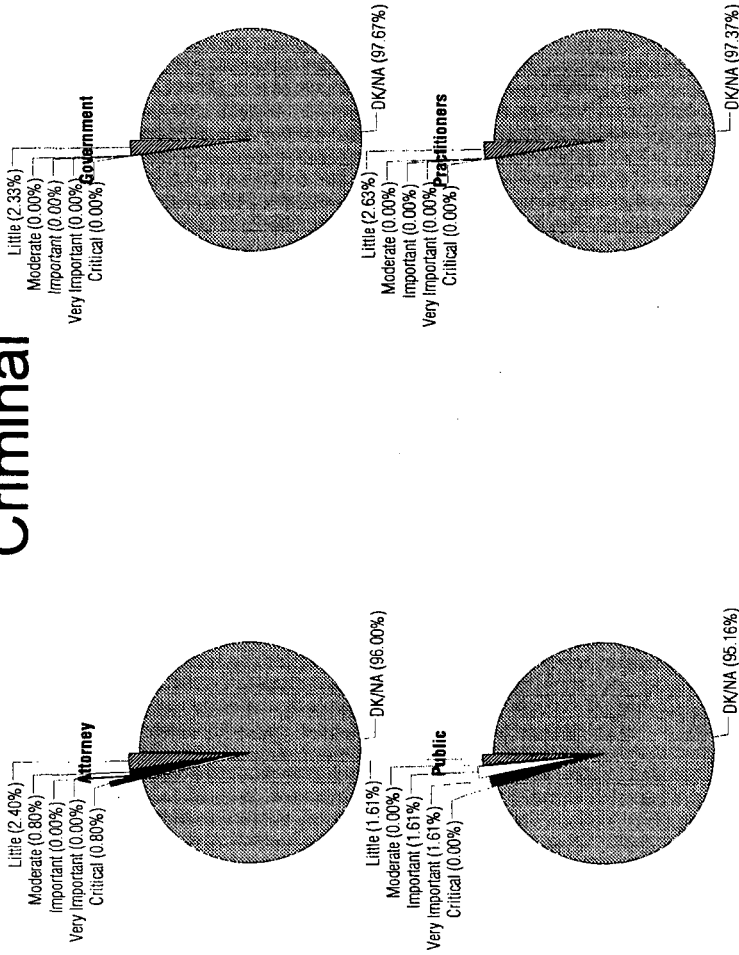 Criminal
Attorney
Little (2.40%)
Moderate (0.80%)
Important (0.00%)
Very Important (0.00%)
Critical (0.80%)
DK/NA (96.00%)
Government
Little (2.33%)
Moderate (0.00%)
Important (0.00%)
Very Important (0.00%)
Critical (0.00%)
DK/NA (97.67%)
Public
Little (1.61%)
Moderate (0.00%)
Important (1.61%)
Very Important (1.61%)
Critical (0.00%)
DK/NA (95.16%)
Practitioners
Little (2.63%)
Moderate (0.00%)
Important (0.00%)
Very Important (0.00%)
Critical (0.00%)
DK/NA (97.37%)